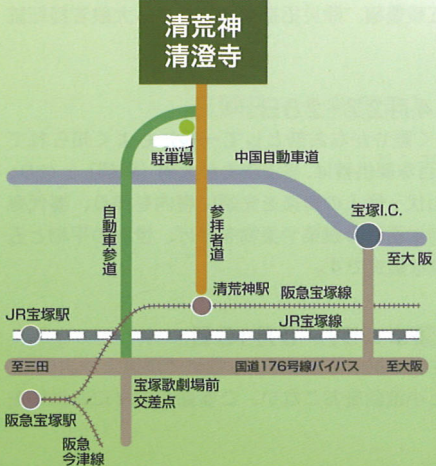 清荒神
清澄寺
駐車場
中国自動車道
自動車参道
参拝者道
宝塚I.C.
至大阪
清荒神駅
阪急宝塚線
JR宝塚駅
JR宝塚線
至三田
国道176号線バイパス
至大阪
宝塚歌劇場前
交差点
阪急宝塚駅
阪急
今津線